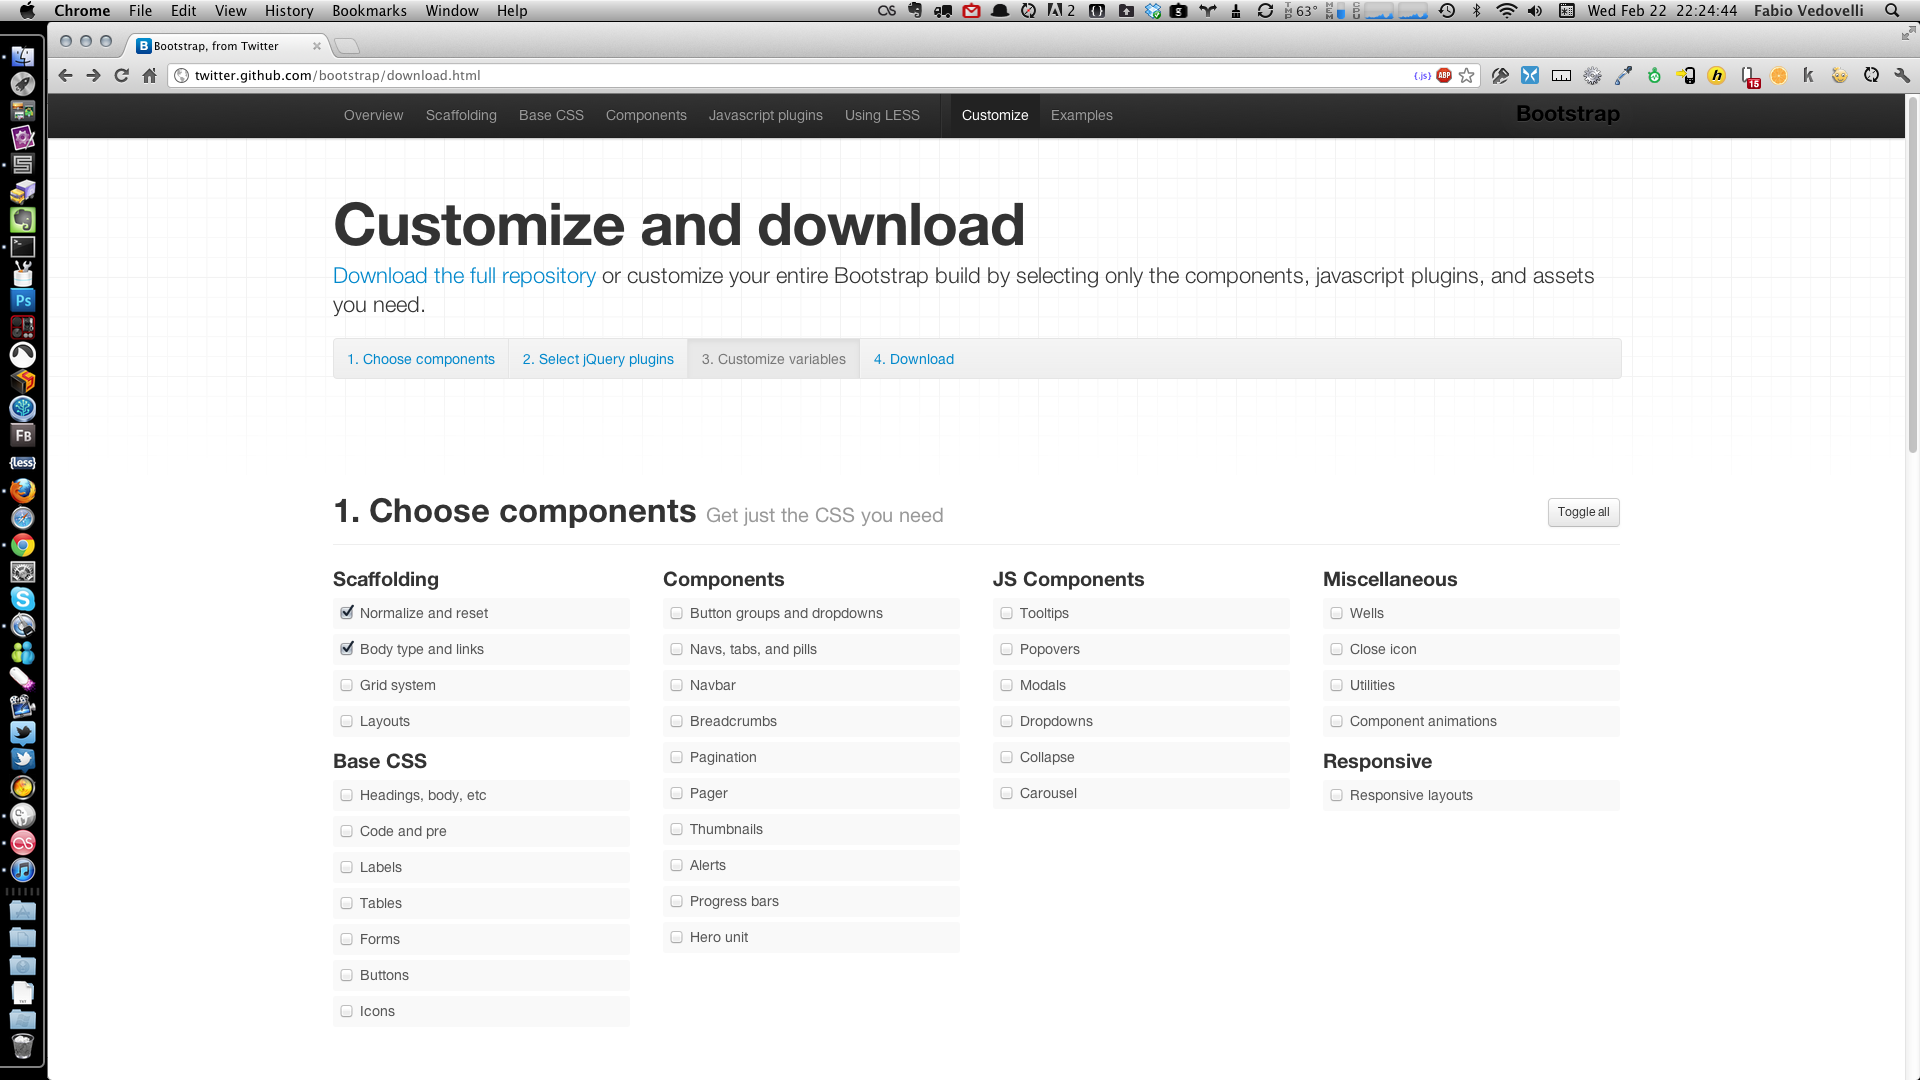 Chrome File Edit View History Bookmarks Window Help 2 63° Wed Feb 22 22:24:44 Fabio Vedovelli
Bootstrap, from Twitter
twitter.github.com/bootstrap/download.html {.js} ABP 15
Overview Scaffolding Base CSS Components Javascript plugins Using LESS Customize Examples Bootstrap
Customize and download
Download the full repository or customize your entire Bootstrap build by selecting only the components, javascript plugins, and assets
you need.
1. Choose components 2. Select jQuery plugins 3. Customize variables 4. Download
1. Choose components Get just the CSS you need Toggle all
Scaffolding
Normalize and reset
Body type and links
Grid system
Layouts
Base CSS
Headings, body, etc
Code and pre
Labels
Tables
Forms
Buttons
Icons
Components
Button groups and dropdowns
Navs, tabs, and pills
Navbar
Breadcrumbs
Pagination
Pager
Thumbnails
Alerts
Progress bars
Hero unit
JS Components
Tooltips
Popovers
Modals
Dropdowns
Collapse
Carousel
Miscellaneous
Wells
Close icon
Utilities
Component animations
Responsive
Responsive layouts
Ps
FB
{less}